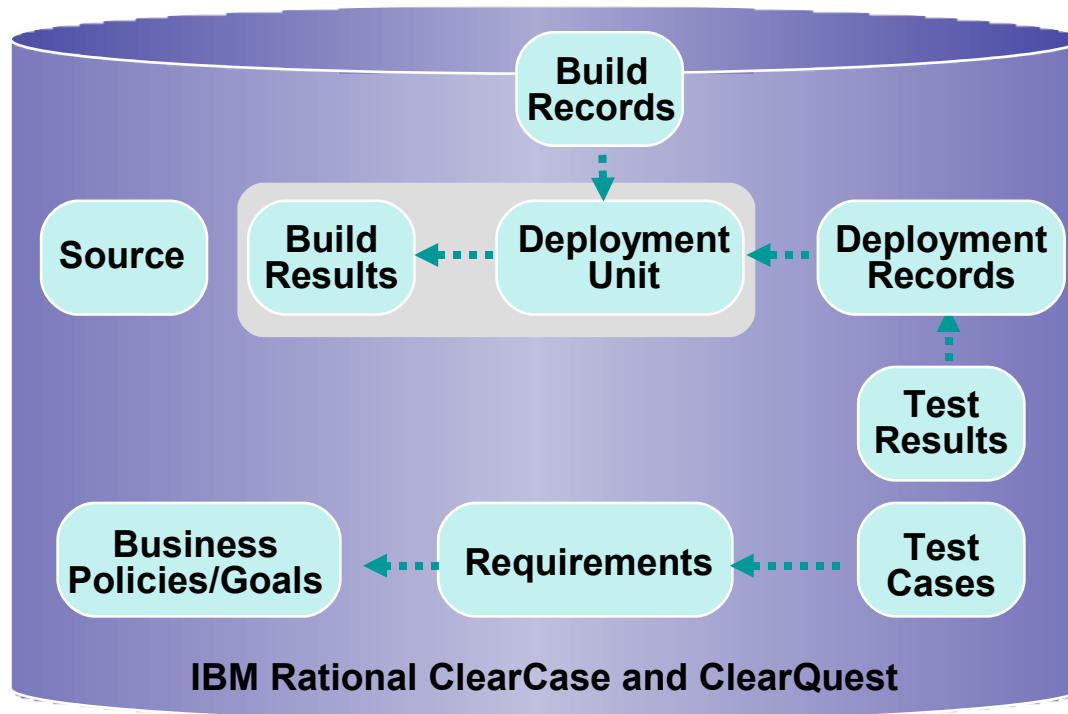 Build
Records
Source
Build
Results
Deployment
Unit
Deployment
Records
Test
Results
Business
Policies/Goals
Requirements
Test
Cases
IBM Rational ClearCase and ClearQuest